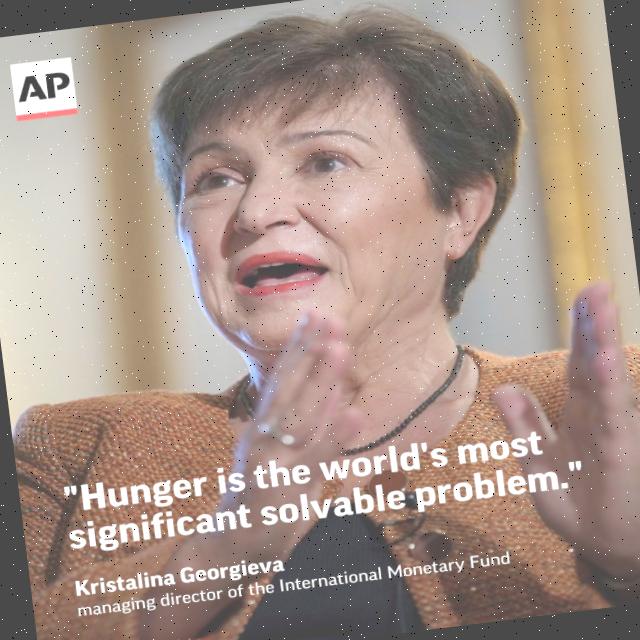 AP
"Hunger is the world's most
significant solvable problem."
Kristalina Georgieva
managing director of the International Monetary Fund